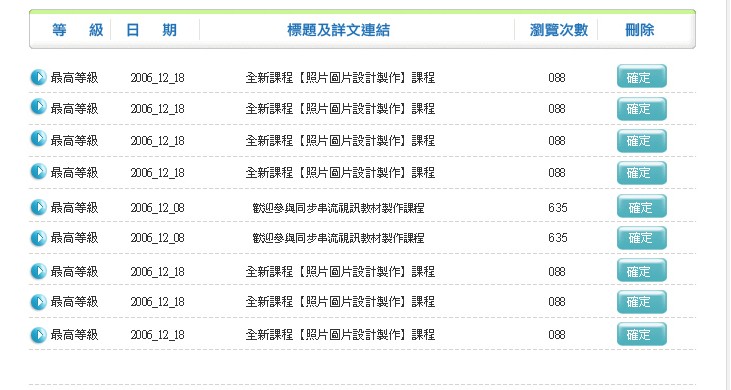 等 級 日 期 標題及詳文連結 瀏覽次數 刪除
最高等級 2006_12_18 全新課程【照片圖片設計製作】課程 088 確定
最高等級 2006_12_18 全新課程【照片圖片設計製作】課程 088 確定
最高等級 2006_12_18 全新課程【照片圖片設計製作】課程 088 確定
最高等級 2006_12_18 全新課程【照片圖片設計製作】課程 088 確定
最高等級 2006_12_08 歡迎參與同步串流視訊教材製作課程 635 確定
最高等級 2006_12_08 歡迎參與同步串流視訊教材製作課程 635 確定
最高等級 2006_12_18 全新課程【照片圖片設計製作】課程 088 確定
最高等級 2006_12_18 全新課程【照片圖片設計製作】課程 088 確定
最高等級 2006_12_18 全新課程【照片圖片設計製作】課程 088 確定